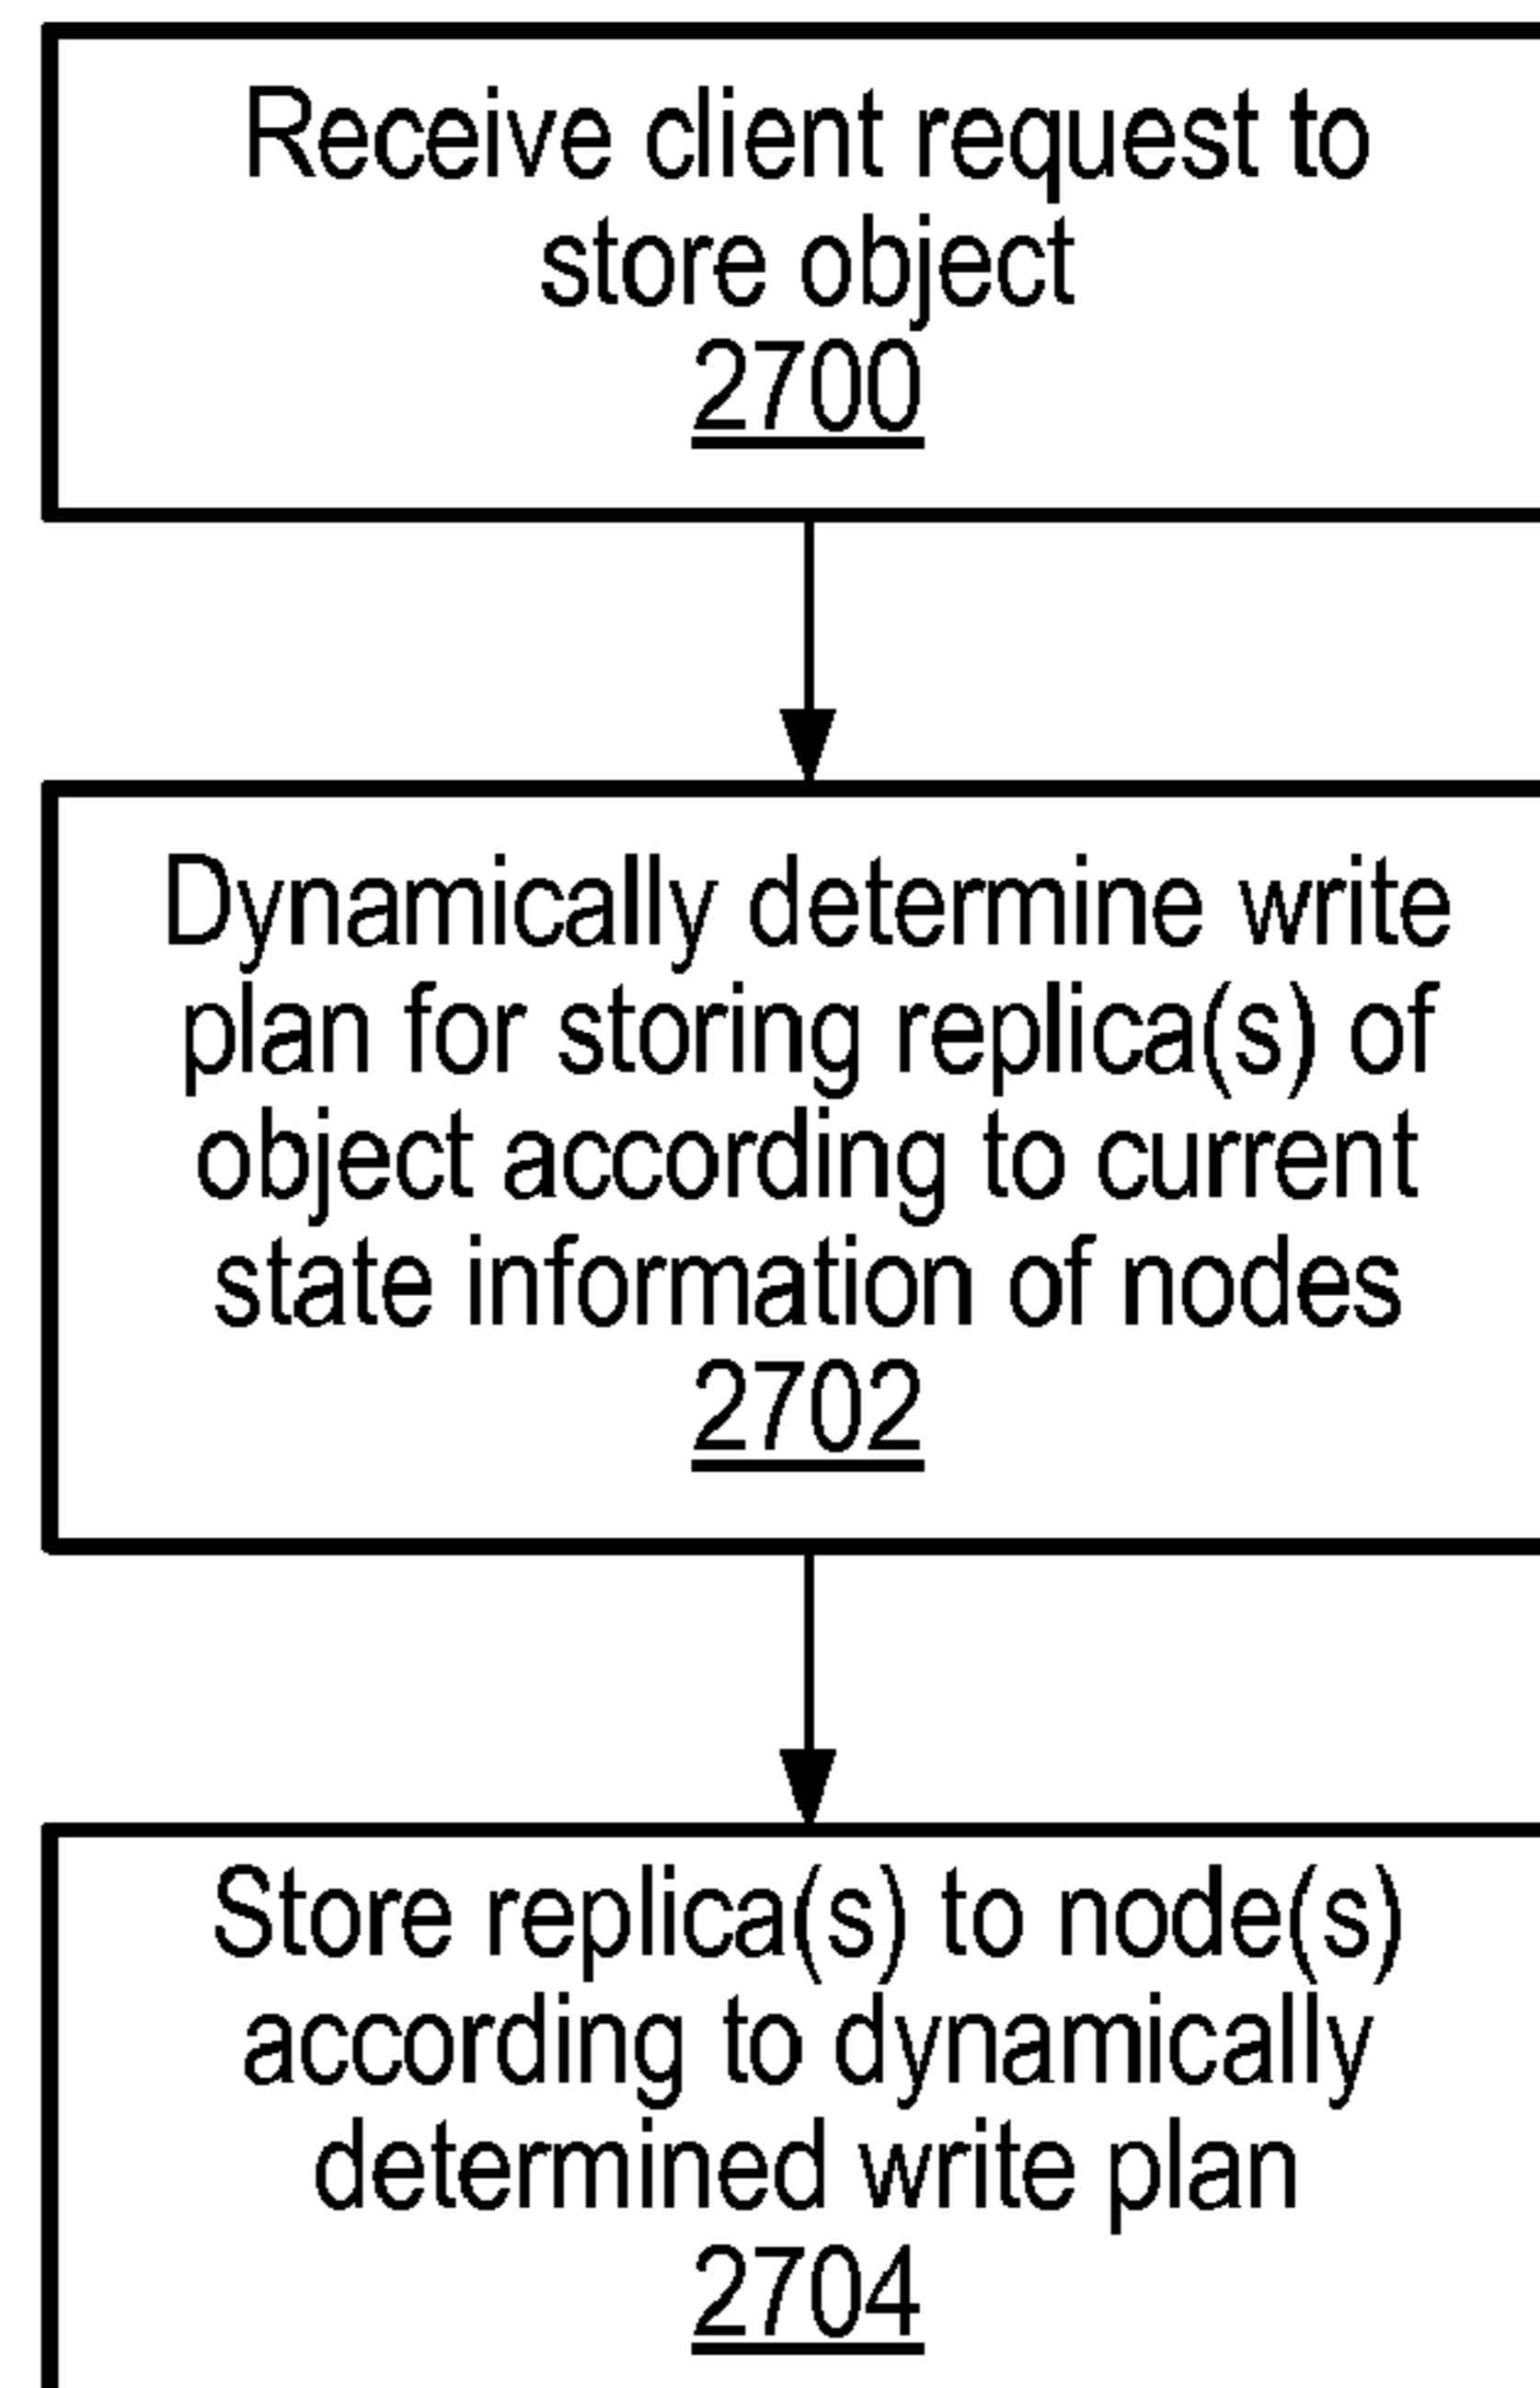 Receive client request to
store object
2700
Dynamically determine write
plan for storing replica(s) of
object according to current
state information of nodes
2702
Store replica(s) to node(s)
according to dynamically
determined write plan
2704